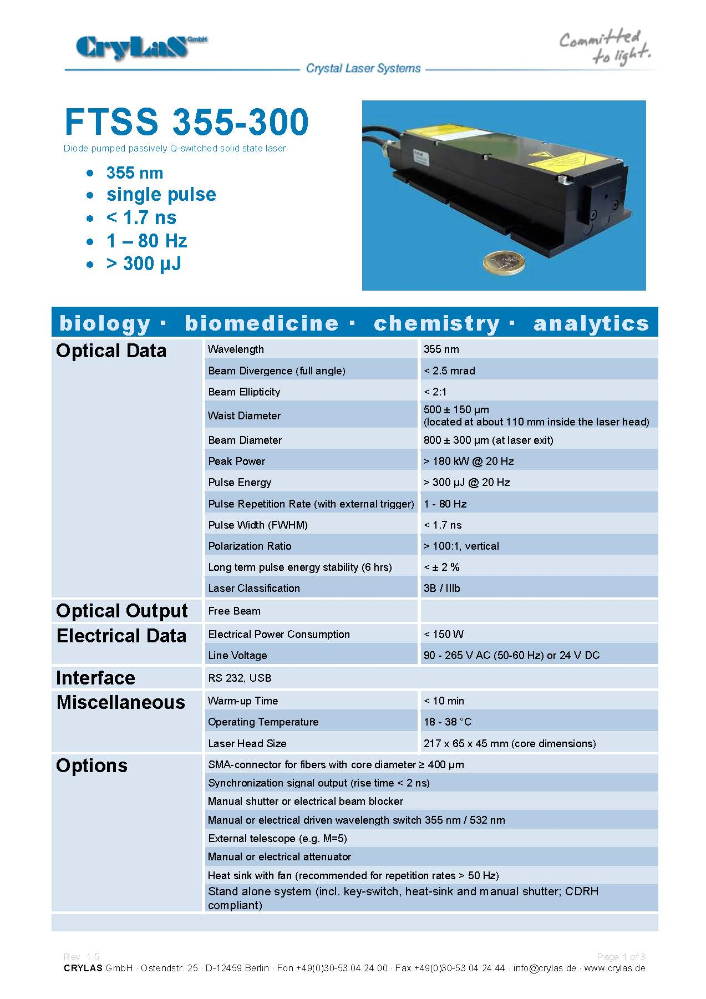 CryLaS GmbH
Committed
to light.
Crystal Laser Systems
FTSS 355-300
Diode pumped passively Q-switched solid state laser
• 355 nm
• single pulse
• < 1.7 ns
• 1 – 80 Hz
• > 300 µJ
biology · biomedicine · chemistry · analytics
Optical Data
Wavelength 355 nm
Beam Divergence (full angle) < 2.5 mrad
Beam Ellipticity < 2:1
Waist Diameter 500 ± 150 µm
(located at about 110 mm inside the laser head)
Beam Diameter 800 ± 300 µm (at laser exit)
Peak Power > 180 kW @ 20 Hz
Pulse Energy > 300 µJ @ 20 Hz
Pulse Repetition Rate (with external trigger) 1 - 80 Hz
Pulse Width (FWHM) < 1.7 ns
Polarization Ratio > 100:1, vertical
Long term pulse energy stability (6 hrs) < ± 2 %
Laser Classification 3B / IIIb
Optical Output Free Beam
Electrical Data Electrical Power Consumption < 150 W
Line Voltage 90 - 265 V AC (50-60 Hz) or 24 V DC
Interface RS 232, USB
Miscellaneous Warm-up Time < 10 min
Operating Temperature 18 - 38 °C
Laser Head Size 217 x 65 x 45 mm (core dimensions)
Options SMA-connector for fibers with core diameter ≥ 400 µm
Synchronization signal output (rise time < 2 ns)
Manual shutter or electrical beam blocker
Manual or electrical driven wavelength switch 355 nm / 532 nm
External telescope (e.g. M=5)
Manual or electrical attenuator
Heat sink with fan (recommended for repetition rates > 50 Hz)
Stand alone system (incl. key-switch, heat-sink and manual shutter; CDRH
compliant)
Rev. 1.5 Page 1 of 3
CRYLAS GmbH · Ostendstr. 25 · D-12459 Berlin · Fon +49(0)30-53 04 24 00 · Fax +49(0)30-53 04 24 44 · info@crylas.de · www.crylas.de